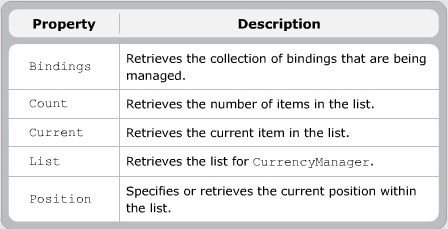 Property Description
Bindings Retrieves the collection of bindings that are being
managed.
Count Retrieves the number of items in the list.
Current Retrieves the current item in the list.
List Retrieves the list for CurrencyManager.
Position Specifies or retrieves the current position within
the list.